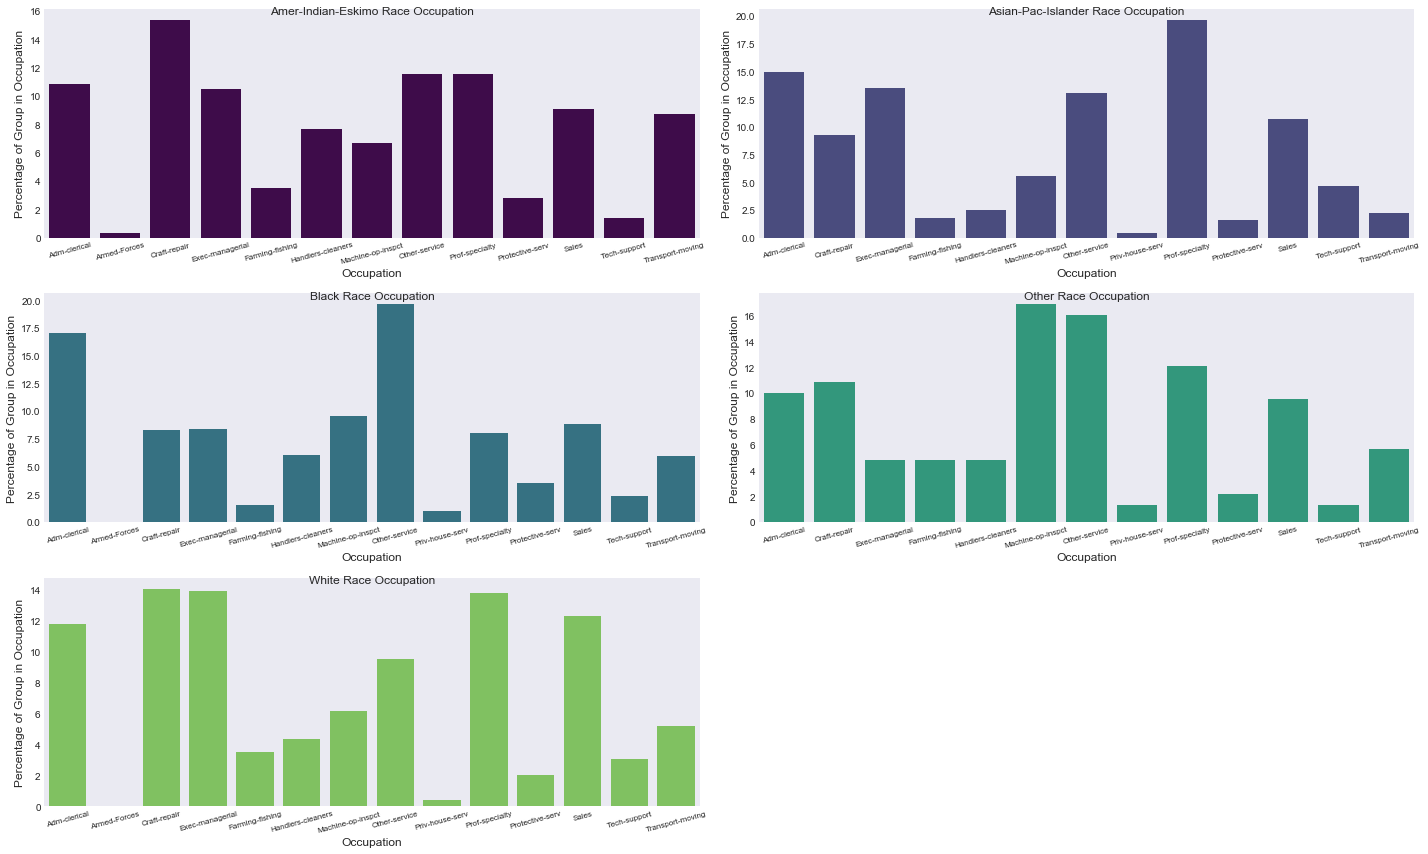 Amer-Indian-Eskimo Race Occupation
Percentage of Group in Occupation
16
14
12
10
8
6
4
2
0
Adm-clerical Armed-Forces Craft-repair Exec-managerial Farming-fishing Handlers-cleaners Machine-op-inspct Other-service Prof-specialty Protective-serv Sales Tech-support Transport-moving
Occupation
Asian-Pac-Islander Race Occupation
Percentage of Group in Occupation
20.0
17.5
15.0
12.5
10.0
7.5
5.0
2.5
0.0
Adm-clerical Craft-repair Exec-managerial Farming-fishing Handlers-cleaners Machine-op-inspct Other-service Priv-house-serv Prof-specialty Protective-serv Sales Tech-support Transport-moving
Occupation
Black Race Occupation
Percentage of Group in Occupation
20.0
17.5
15.0
12.5
10.0
7.5
5.0
2.5
0.0
Adm-clerical Armed-Forces Craft-repair Exec-managerial Farming-fishing Handlers-cleaners Machine-op-inspct Other-service Priv-house-serv Prof-specialty Protective-serv Sales Tech-support Transport-moving
Occupation
Other Race Occupation
Percentage of Group in Occupation
16
14
12
10
8
6
4
2
0
Adm-clerical Craft-repair Exec-managerial Farming-fishing Handlers-cleaners Machine-op-inspct Other-service Priv-house-serv Prof-specialty Protective-serv Sales Tech-support Transport-moving
Occupation
White Race Occupation
Percentage of Group in Occupation
14
12
10
8
6
4
2
0
Adm-clerical Armed-Forces Craft-repair Exec-managerial Farming-fishing Handlers-cleaners Machine-op-inspct Other-service Priv-house-serv Prof-specialty Protective-serv Sales Tech-support Transport-moving
Occupation